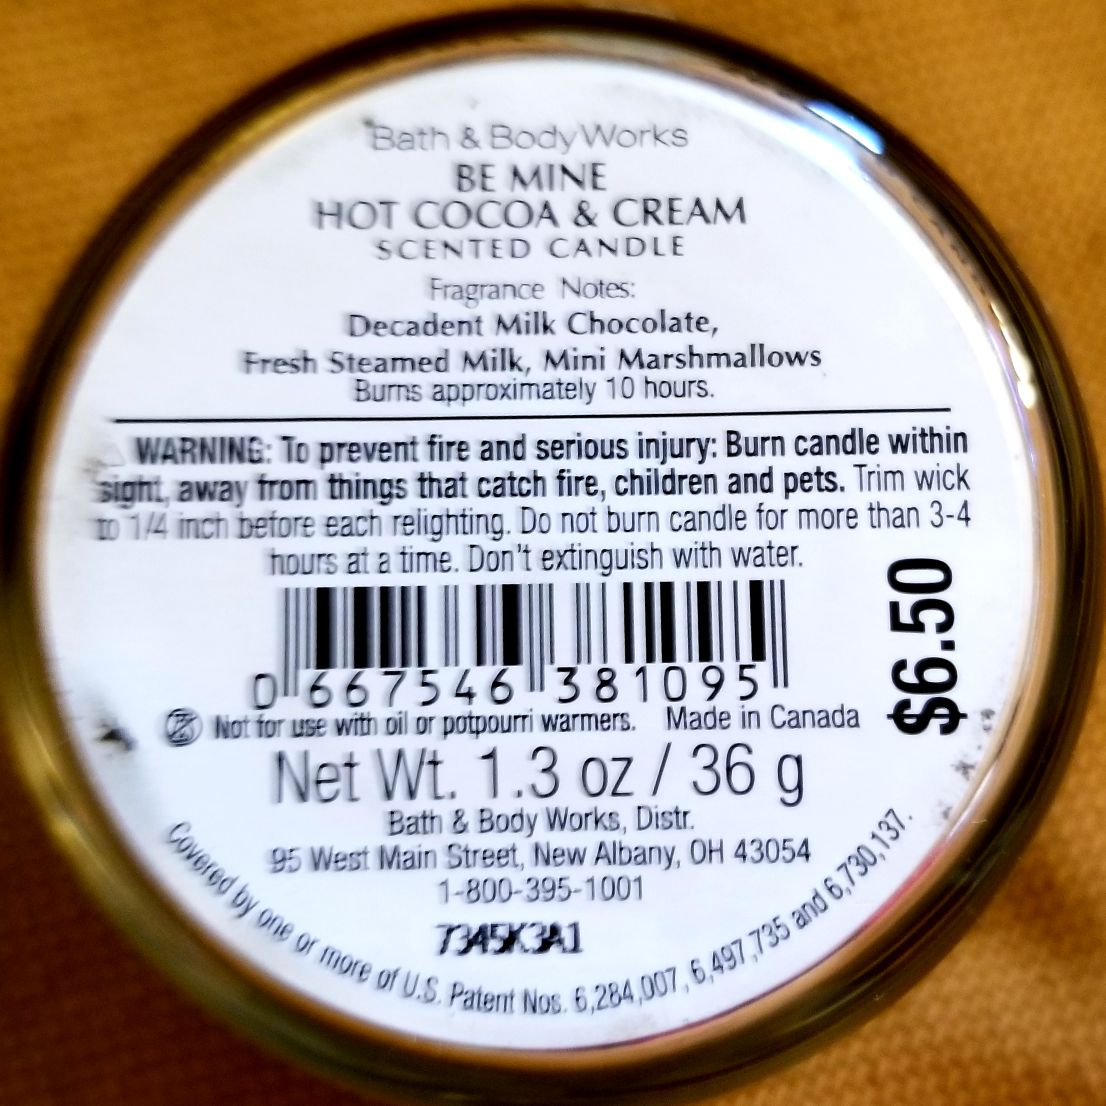 Bath & Body Works
BE MINE
HOT COCOA & CREAM
SCENTED CANDLE
Fragrance Notes:
Decadent Milk Chocolate,
Fresh Steamed Milk, Mini Marshmallows
Burns approximately 10 hours.
WARNING: To prevent fire and serious injury: Burn candle within
sight, away from things that catch fire, children and pets. Trim wick
to 1/4 inch before each relighting. Do not burn candle for more than 3-4
hours at a time. Don't extinguish with water.
$6.50
0 667546 381095
Not for use with oil or potpourri warmers. Made in Canada
Net Wt. 1.3 oz / 36 g
Bath & Body Works, Distr.
95 West Main Street, New Albany, OH 43054
1-800-395-1001
7345K3A1
Covered by one or more of U.S. Patent Nos. 6,284,007, 6,497,735 and 6,730,137.